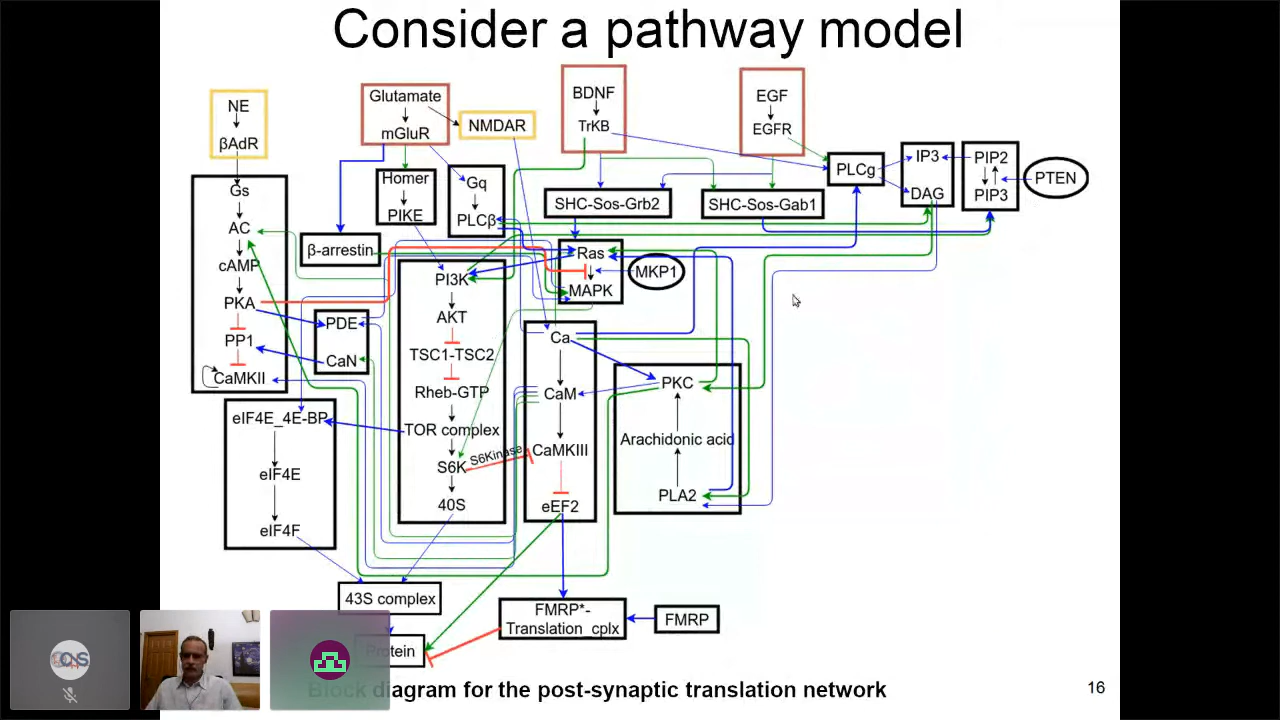 Consider a pathway model
NE
βAdR
Glutamate
mGluR
NMDAR
BDNF
TrKB
EGF
EGFR
PLCg
IP3
DAG
PIP2
PIP3
PTEN
Gs
AC
cAMP
PKA
PP1
CaMKII
Homer
PIKE
Gq
PLCβ
SHC-Sos-Grb2
SHC-Sos-Gab1
β-arrestin
Ras
MAPK
MKP1
PDE
CaN
PI3K
AKT
TSC1-TSC2
Rheb-GTP
TOR complex
S6K
40S
S6Kinase
Ca
CaM
CaMKIII
eEF2
PKC
Arachidonic acid
PLA2
eIF4E_4E-BP
eIF4E
eIF4F
43S complex
Protein
FMRP*-
Translation_cplx
FMRP
Block diagram for the post-synaptic translation network
16